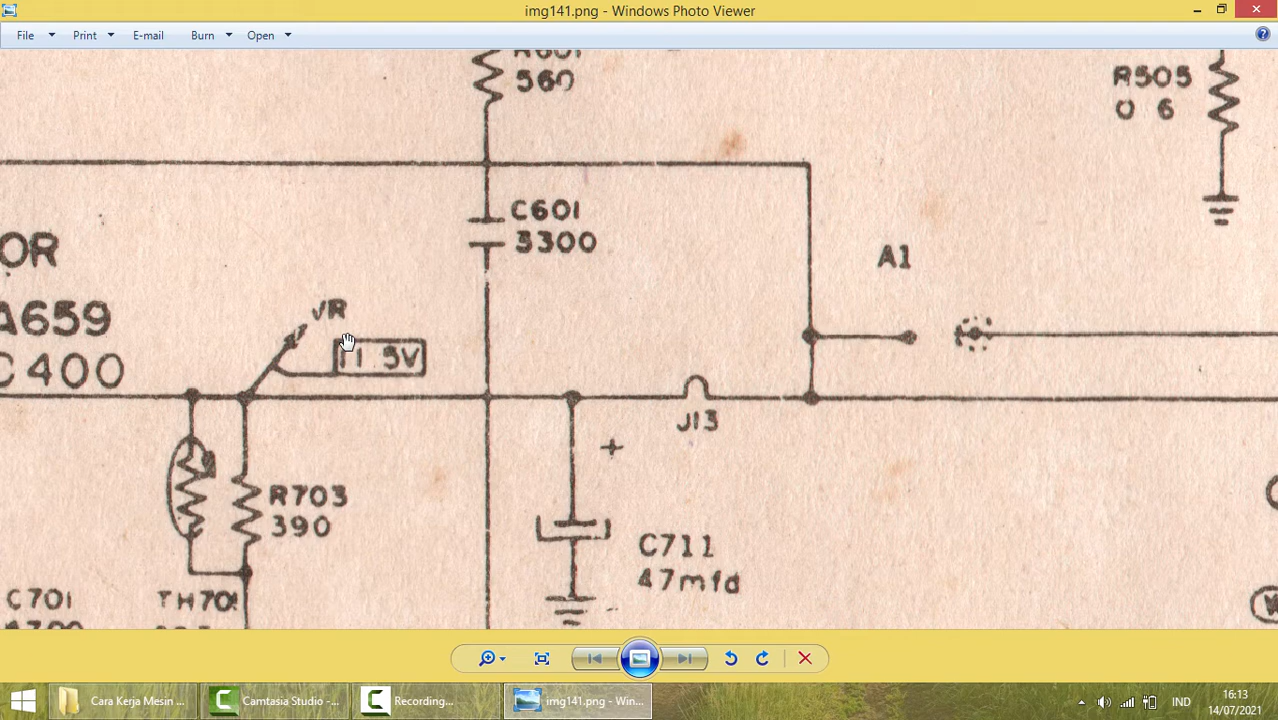 img141.png - Windows Photo Viewer
File Print E-mail Burn Open
R601
560
R505
0 6
C601
3300
OR
A1
VR
A659
11 5V
C400
J13
R703
390
C711
47mfd
C701
TH701
Cara Kerja Mesin ...
Camtasia Studio -...
Recording...
img141.png - Win...
IND
16:13
14/07/2021